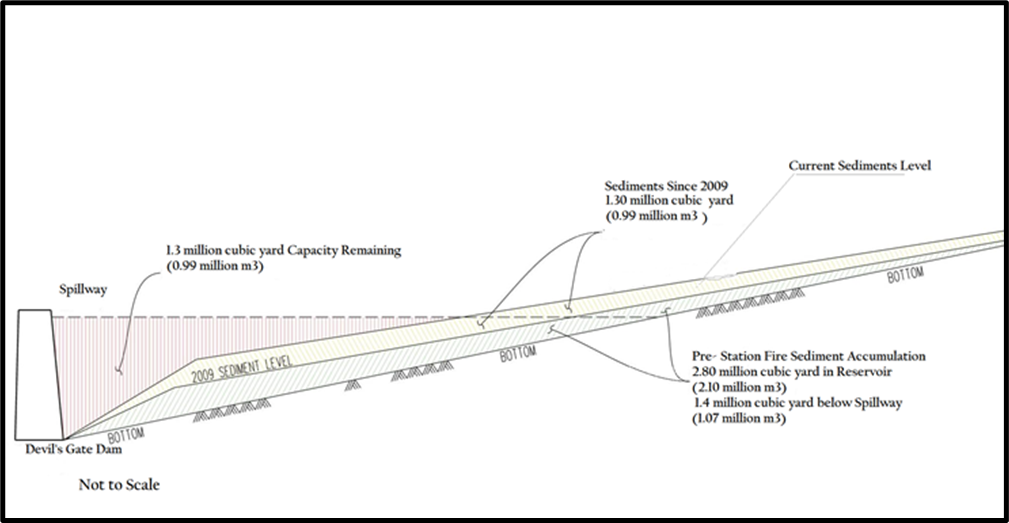 Current Sediments Level
Sediments Since 2009
1.30 million cubic yard
(0.99 million m3 )
1.3 million cubic yard Capacity Remaining
(0.99 million m3)
Spillway
BOTTOM
2009 SEDIMENT LEVEL
BOTTOM
Pre- Station Fire Sediment Accumulation
2.80 million cubic yard in Reservoir
(2.10 million m3)
1.4 million cubic yard below Spillway
(1.07 million m3)
BOTTOM
Devil's Gate Dam
Not to Scale